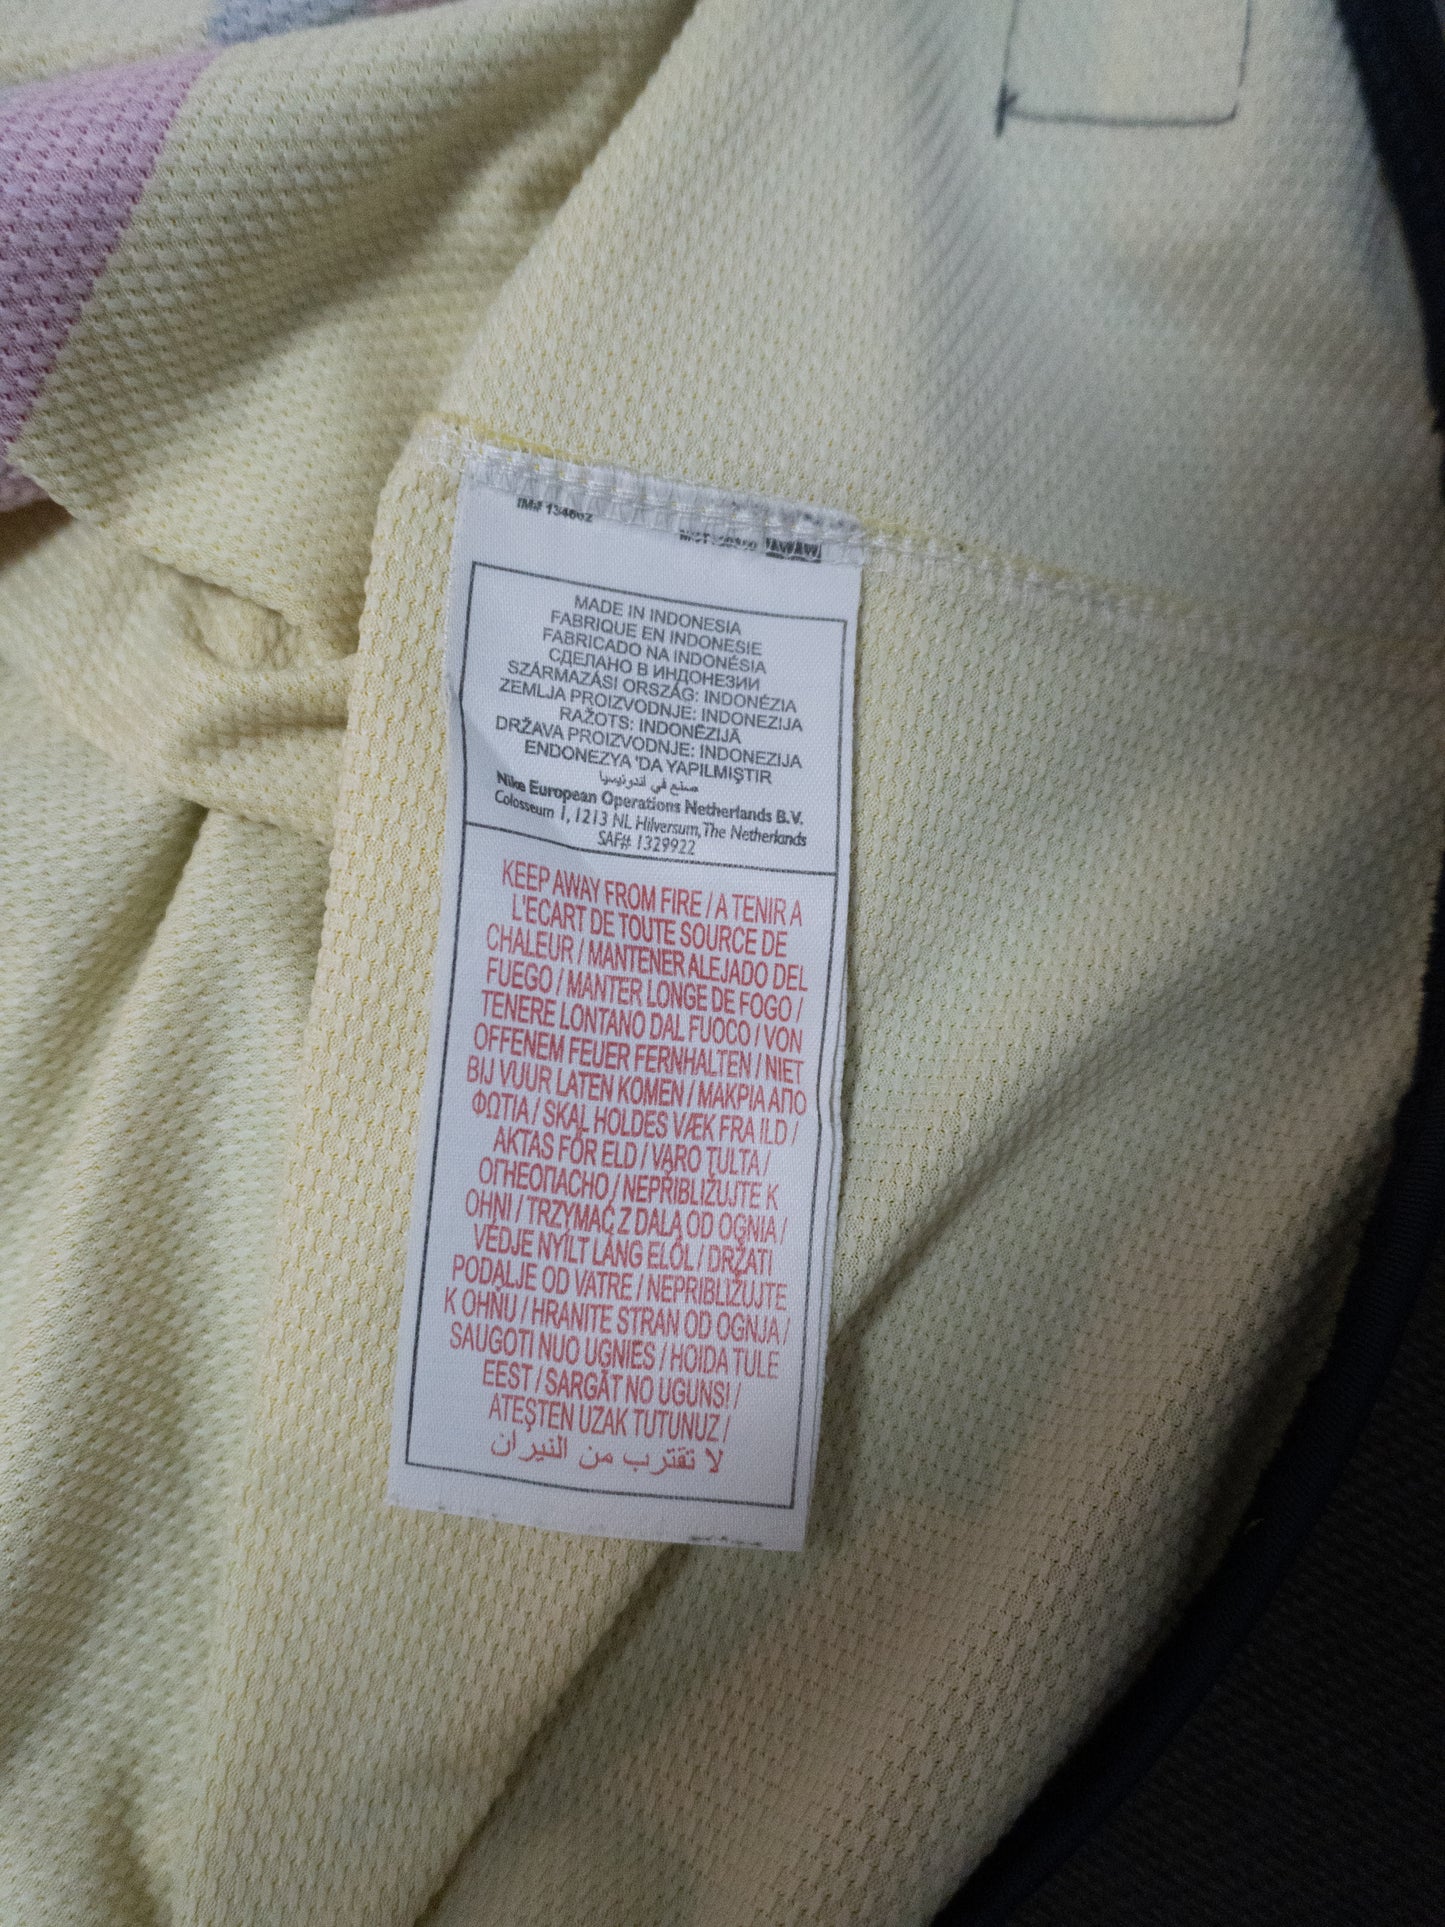 IM# 134662
MADE IN INDONESIA
FABRIQUE EN INDONESIE
FABRICADO NA INDONÉSIA
СДЕЛАНО В ИНДОНЕЗИИ
SZÁRMAZÁSI ORSZÁG: INDONÉZIA
ZEMLJA PROIZVODNJE: INDONEZIJA
RAŽOTS: INDONĒZIJĀ
DRŽAVA PROIZVODNJE: INDONEZIJA
ENDONEZYA 'DA YAPILMIŞTIR
صنع في اندونيسيا
Nike European Operations Netherlands B.V.
Colosseum 1, 1213 NL Hilversum, The Netherlands
SAF# 1329922
KEEP AWAY FROM FIRE / A TENIR A
L'ECART DE TOUTE SOURCE DE
CHALEUR / MANTENER ALEJADO DEL
FUEGO / MANTER LONGE DE FOGO /
TENERE LONTANO DAL FUOCO / VON
OFFENEM FEUER FERNHALTEN / NIET
BIJ VUUR LATEN KOMEN / ΜΑΚΡΙΑ ΑΠΟ
ΦΩΤΙΑ / SKAL HOLDES VÆK FRA ILD /
AKTAS FÖR ELD / VARO TULTA /
ОГНЕОПАСНО / NEPŘIBLIŽUJTE K
OHNI / TRZYMAĆ Z DALA OD OGNIA /
VÉDJE NYÍLT LÁNG ELŐL / DRŽATI
PODALJE OD VATRE / NEPRIBLIŽUJTE
K OHŇU / HRANITE STRAN OD OGNJA /
SAUGOTI NUO UGNIES / HOIDA TULE
EEST / SARGĀT NO UGUNS! /
ATEŞTEN UZAK TUTUNUZ /
لا تقترب من النيران